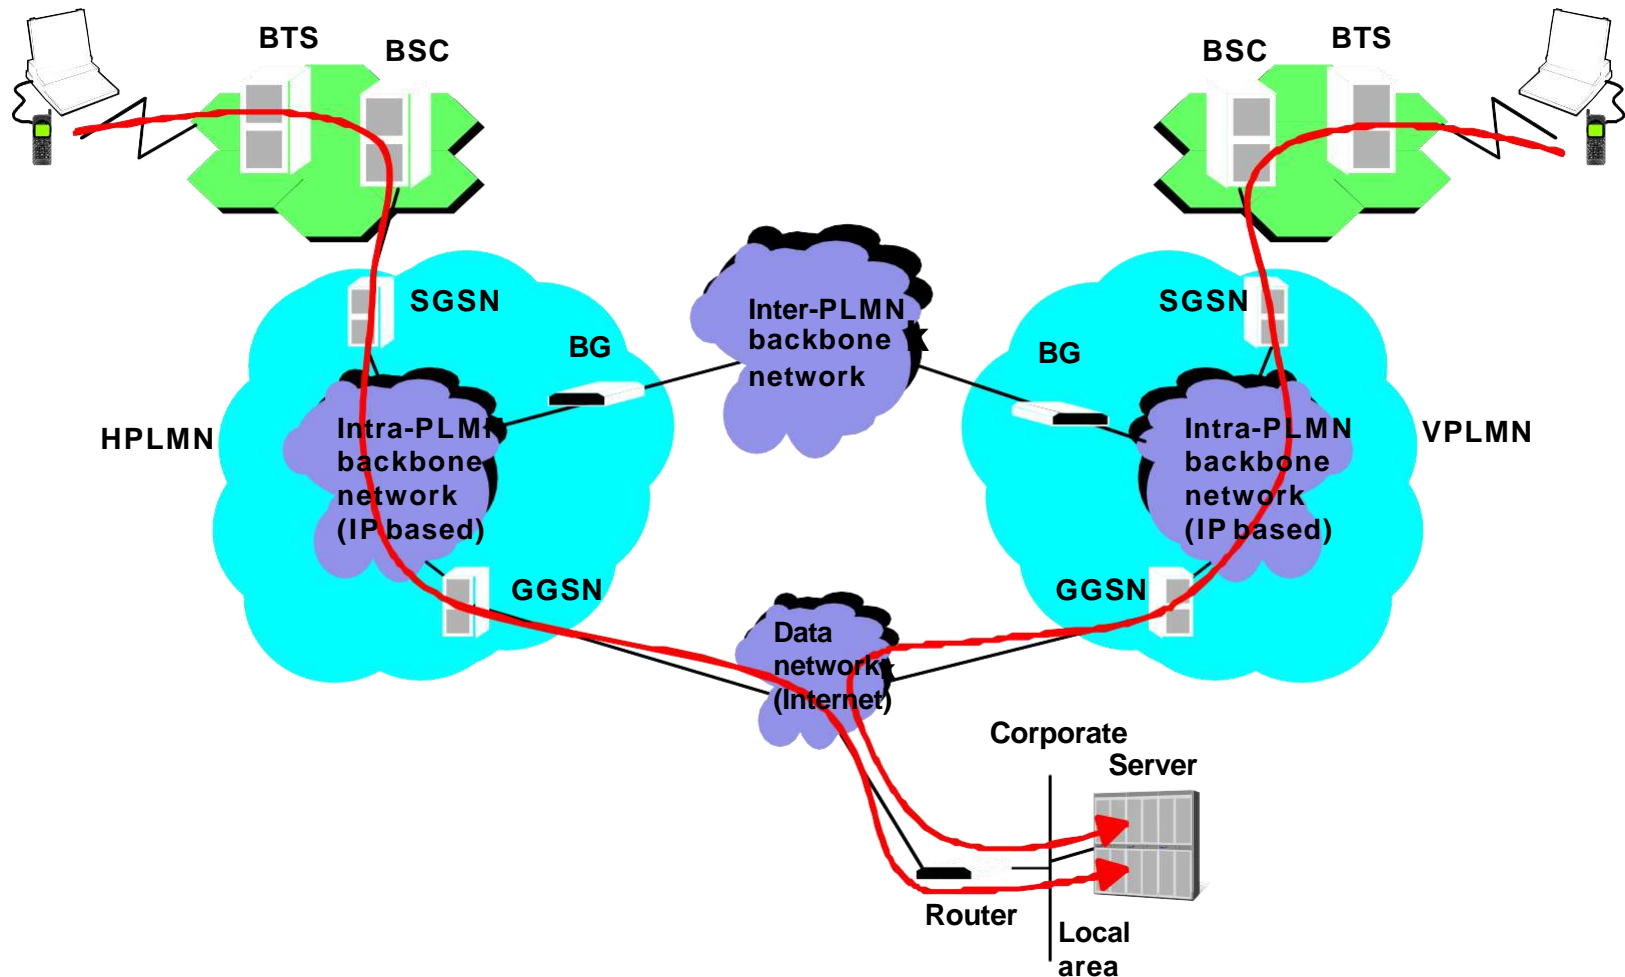 BTS
BSC
BSC
BTS
SGSN
BG
Inter-PLMN
backbone k
network
SGSN
BG
HPLMN
Intra-PLMN
backbone
network
(IP based)
Intra-PLMN
backbone
network
(IP based)
VPLMN
GGSN
GGSN
Data
network k
(Internet)
Corporate
Server
Router
Local
area